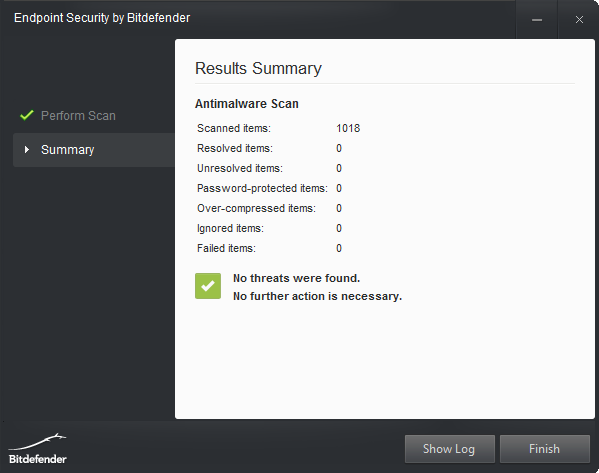 Endpoint Security by Bitdefender
Perform Scan
Summary
Results Summary
Antimalware Scan
Scanned items: 1018
Resolved items: 0
Unresolved items: 0
Password-protected items: 0
Over-compressed items: 0
Ignored items: 0
Failed items: 0
No threats were found.
No further action is necessary.
Bitdefender
Show Log
Finish